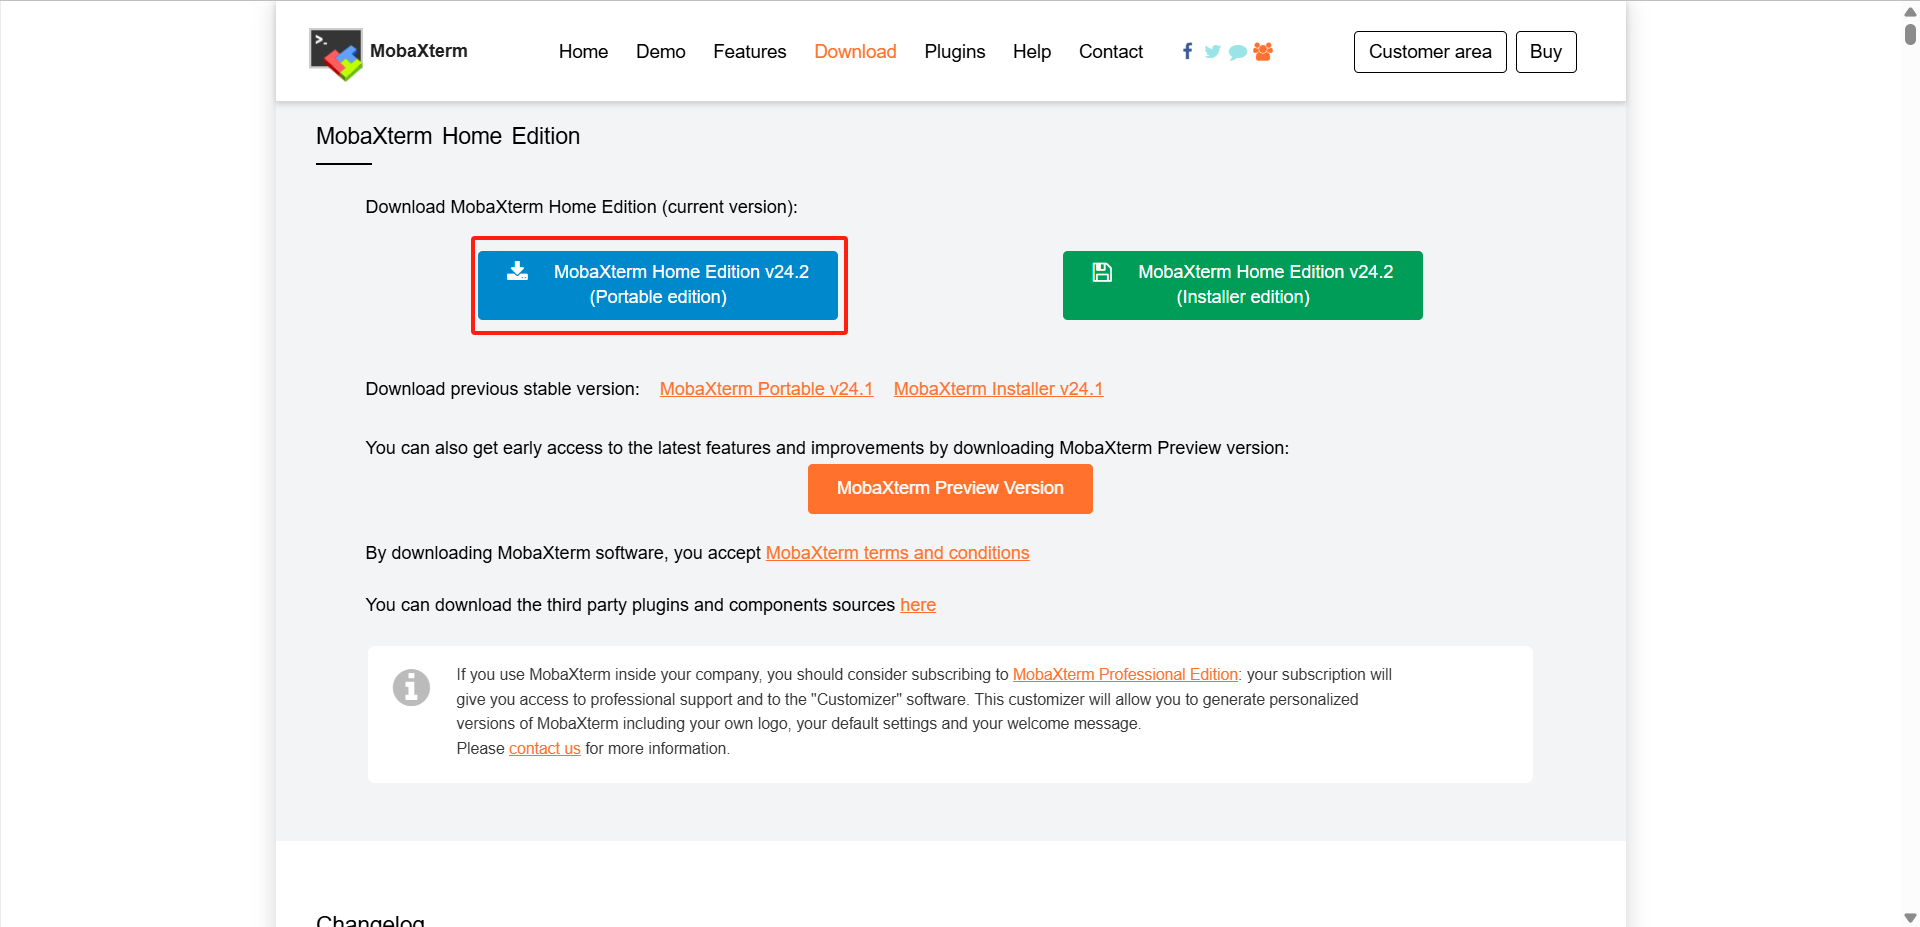 MobaXterm
Home Demo Features Download Plugins Help Contact
Customer area Buy
MobaXterm Home Edition
Download MobaXterm Home Edition (current version):
MobaXterm Home Edition v24.2
(Portable edition)
MobaXterm Home Edition v24.2
(Installer edition)
Download previous stable version: MobaXterm Portable v24.1 MobaXterm Installer v24.1
You can also get early access to the latest features and improvements by downloading MobaXterm Preview version:
MobaXterm Preview Version
By downloading MobaXterm software, you accept MobaXterm terms and conditions
You can download the third party plugins and components sources here
If you use MobaXterm inside your company, you should consider subscribing to MobaXterm Professional Edition: your subscription will
give you access to professional support and to the "Customizer" software. This customizer will allow you to generate personalized
versions of MobaXterm including your own logo, your default settings and your welcome message.
Please contact us for more information.
Changelog